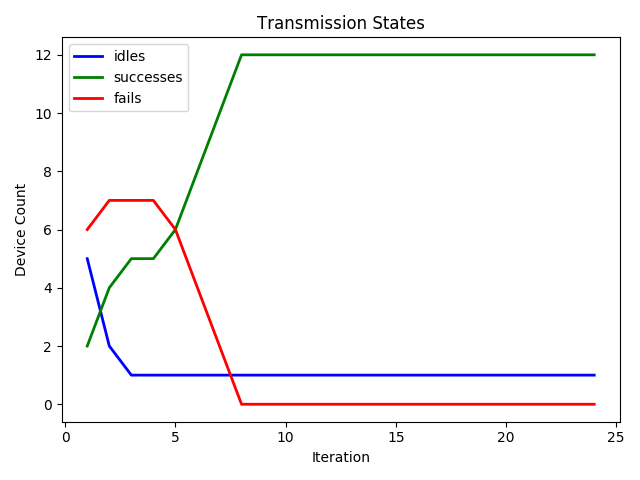 Transmission States
idles
successes
fails
Device Count
12
10
8
6
4
2
0
0 5 10 15 20 25
Iteration